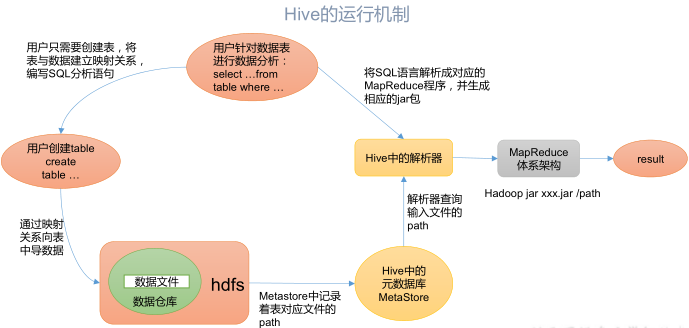 Hive的运行机制
用户只需要创建表，将
表与数据建立映射关系，
编写SQL分析语句
用户针对数据表
进行数据分析：
select …from
table where …
将SQL语言解析成对应的
MapReduce程序，并生成
相应的jar包
用户创建table
create
table …
Hive中的解析器
MapReduce
体系架构
result
Hadoop jar xxx.jar /path
解析器查询
输入文件的
path
通过映射
关系向表
中导数据
数据文件
数据仓库
hdfs
Metastore中记录
着表对应文件的
path
Hive中的
元数据库
MetaStore